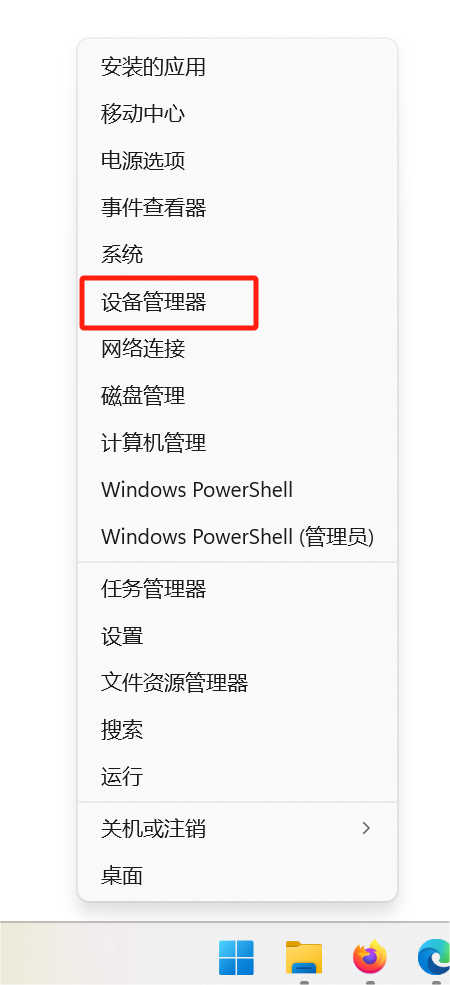 安装的应用
移动中心
电源选项
事件查看器
系统
设备管理器
网络连接
磁盘管理
计算机管理
Windows PowerShell
Windows PowerShell (管理员)
任务管理器
设置
文件资源管理器
搜索
运行
关机或注销
桌面